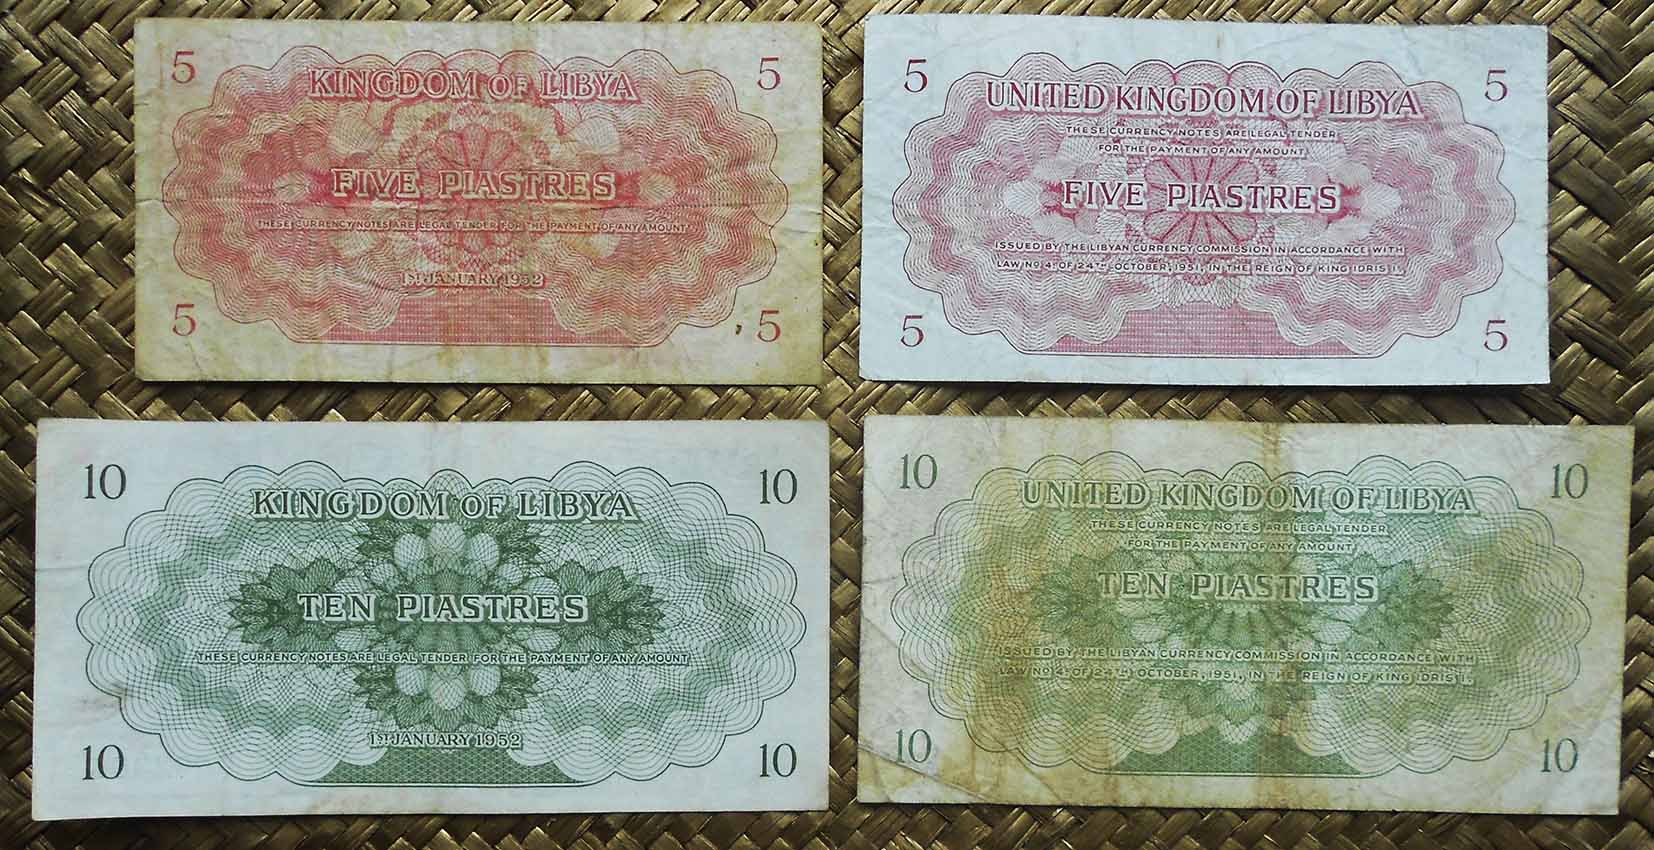 5 5
KINGDOM OF LIBYA
FIVE PIASTRES
THESE CURRENCY NOTES ARE LEGAL TENDER FOR THE PAYMENT OF ANY AMOUNT
1ST JANUARY 1952
5 5
5 5
UNITED KINGDOM OF LIBYA
THESE CURRENCY NOTES ARE LEGAL TENDER
FOR THE PAYMENT OF ANY AMOUNT
FIVE PIASTRES
ISSUED BY THE LIBYAN CURRENCY COMMISSION IN ACCORDANCE WITH
LAW NO 4. OF 24TH OCTOBER, 1951, IN THE REIGN OF KING IDRIS I.
5 5
10 10
KINGDOM OF LIBYA
TEN PIASTRES
THESE CURRENCY NOTES ARE LEGAL TENDER FOR THE PAYMENT OF ANY AMOUNT
1ST JANUARY 1952
10 10
10 10
UNITED KINGDOM OF LIBYA
THESE CURRENCY NOTES ARE LEGAL TENDER
FOR THE PAYMENT OF ANY AMOUNT
TEN PIASTRES
ISSUED BY THE LIBYAN CURRENCY COMMISSION IN ACCORDANCE WITH
LAW NO 4. OF 24TH OCTOBER, 1951, IN THE REIGN OF KING IDRIS I.
10 10